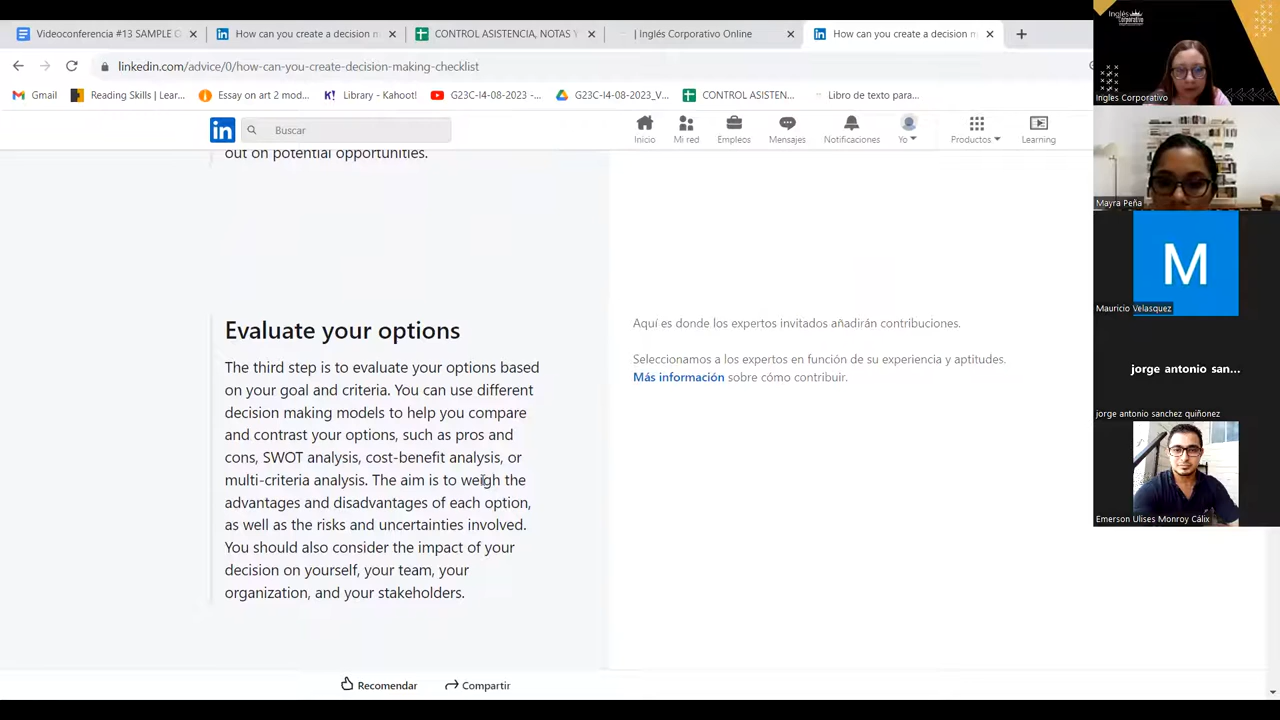 Videoconferencia #13 SAMPLE C
How can you create a decision m
CONTROL ASISTENCIA, NOTAS Y
| Inglés Corporativo Online
How can you create a decision m
linkedin.com/advice/0/how-can-you-create-decision-making-checklist
Gmail
Reading Skills | Lear...
Essay on art 2 mod...
Library - Kan...
G23C-I4-08-2023 -...
G23C-I4-08-2023_V...
CONTROL ASISTEN...
Libro de texto para...
in
Buscar
Inicio
Mi red
Empleos
Mensajes
Notificaciones
Yo
Productos
Learning
out on potential opportunities.
Evaluate your options
The third step is to evaluate your options based
on your goal and criteria. You can use different
decision making models to help you compare
and contrast your options, such as pros and
cons, SWOT analysis, cost-benefit analysis, or
multi-criteria analysis. The aim is to weigh the
advantages and disadvantages of each option,
as well as the risks and uncertainties involved.
You should also consider the impact of your
decision on yourself, your team, your
organization, and your stakeholders.
Aquí es donde los expertos invitados añadirán contribuciones.
Seleccionamos a los expertos en función de su experiencia y aptitudes.
Más información sobre cómo contribuir.
Recomendar
Compartir
Inglés
Corporativo
Ingles Corporativo
Mayra Peña
M
Mauricio Velasquez
jorge antonio san...
jorge antonio sanchez quiñonez
Emerson Ulises Monroy Cálix